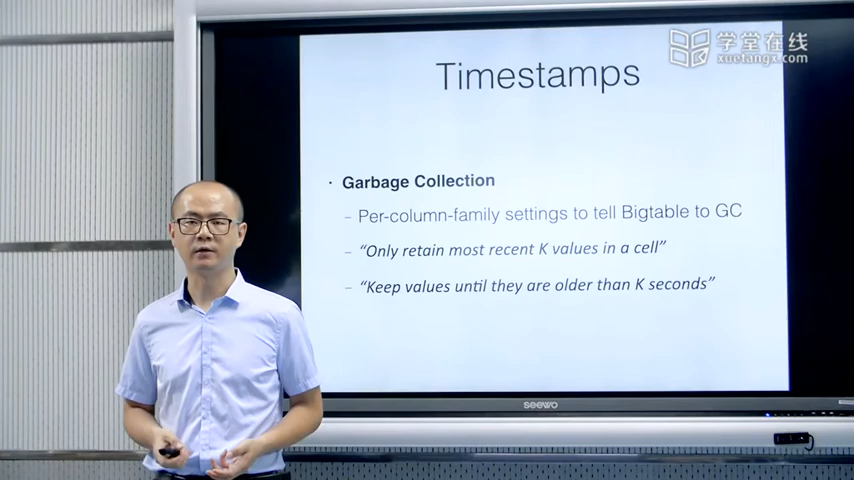 学堂在线
xuetangx.com
Timestamps
· Garbage Collection
– Per-column-family settings to tell Bigtable to GC
– “Only retain most recent K values in a cell”
– “Keep values until they are older than K seconds”
seewo